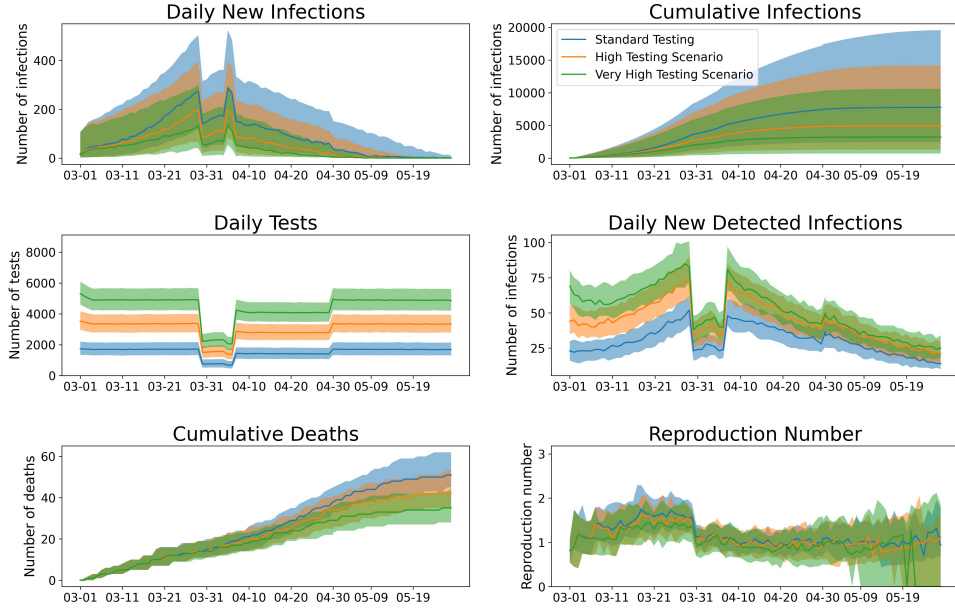 Daily New Infections
Number of infections
400
200
0
03-01 03-11 03-21 03-31 04-10 04-20 04-30 05-09 05-19
Cumulative Infections
Number of infections
20000
15000
10000
5000
0
Standard Testing
High Testing Scenario
Very High Testing Scenario
03-01 03-11 03-21 03-31 04-10 04-20 04-30 05-09 05-19
Daily Tests
Number of tests
8000
6000
4000
2000
0
03-01 03-11 03-21 03-31 04-10 04-20 04-30 05-09 05-19
Daily New Detected Infections
Number of infections
100
75
50
25
03-01 03-11 03-21 03-31 04-10 04-20 04-30 05-09 05-19
Cumulative Deaths
Number of deaths
60
40
20
0
03-01 03-11 03-21 03-31 04-10 04-20 04-30 05-09 05-19
Reproduction Number
Reproduction number
3
2
1
0
03-01 03-11 03-21 03-31 04-10 04-20 04-30 05-09 05-19